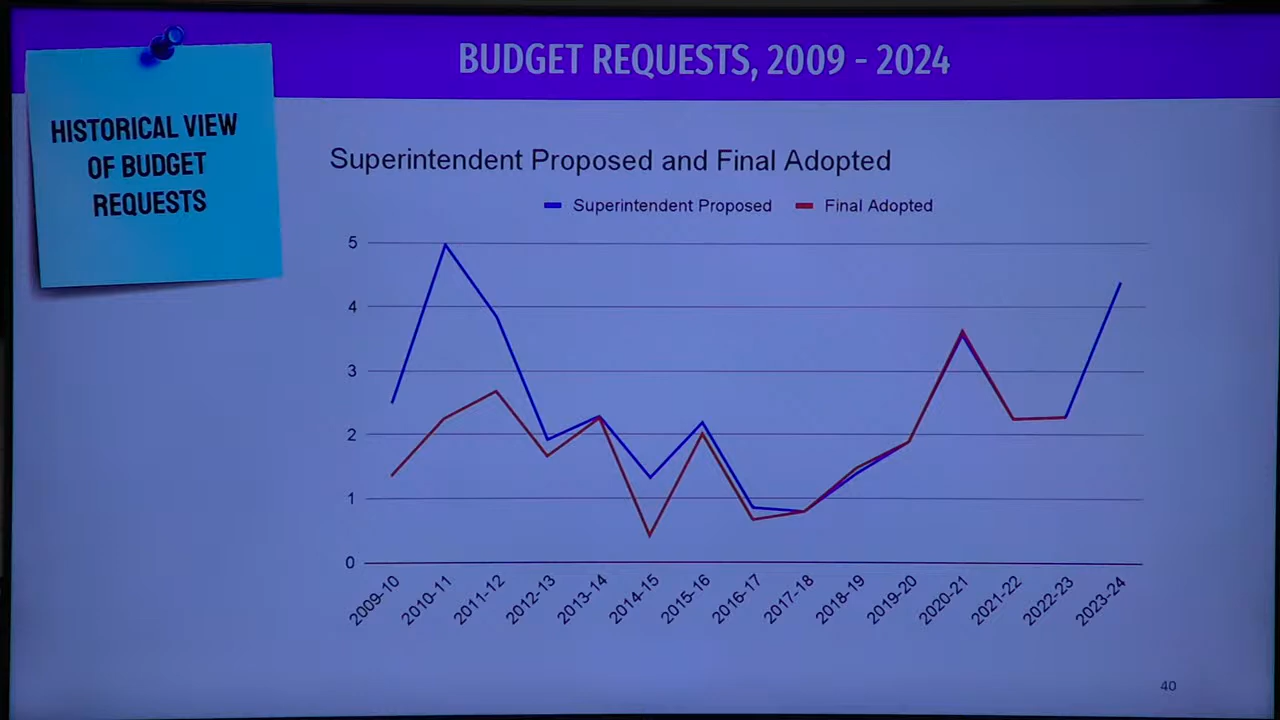 BUDGET REQUESTS, 2009 - 2024
HISTORICAL VIEW
OF BUDGET
REQUESTS
Superintendent Proposed and Final Adopted
Superintendent Proposed Final Adopted
5
4
3
2
1
0
2009-10 2010-11 2011-12 2012-13 2013-14 2014-15 2015-16 2016-17 2017-18 2018-19 2019-20 2020-21 2021-22 2022-23 2023-24
40